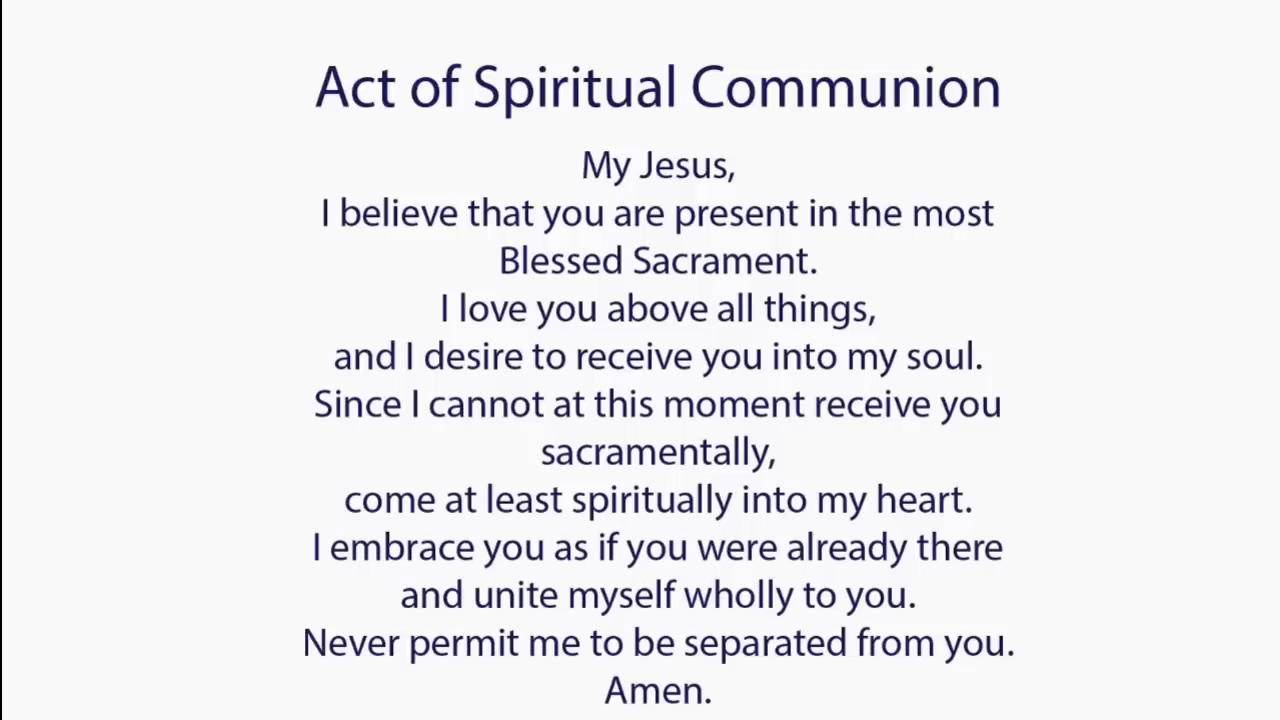 Act of Spiritual Communion
My Jesus,
I believe that you are present in the most
Blessed Sacrament.
I love you above all things,
and I desire to receive you into my soul.
Since I cannot at this moment receive you
sacramentally,
come at least spiritually into my heart.
I embrace you as if you were already there
and unite myself wholly to you.
Never permit me to be separated from you.
Amen.